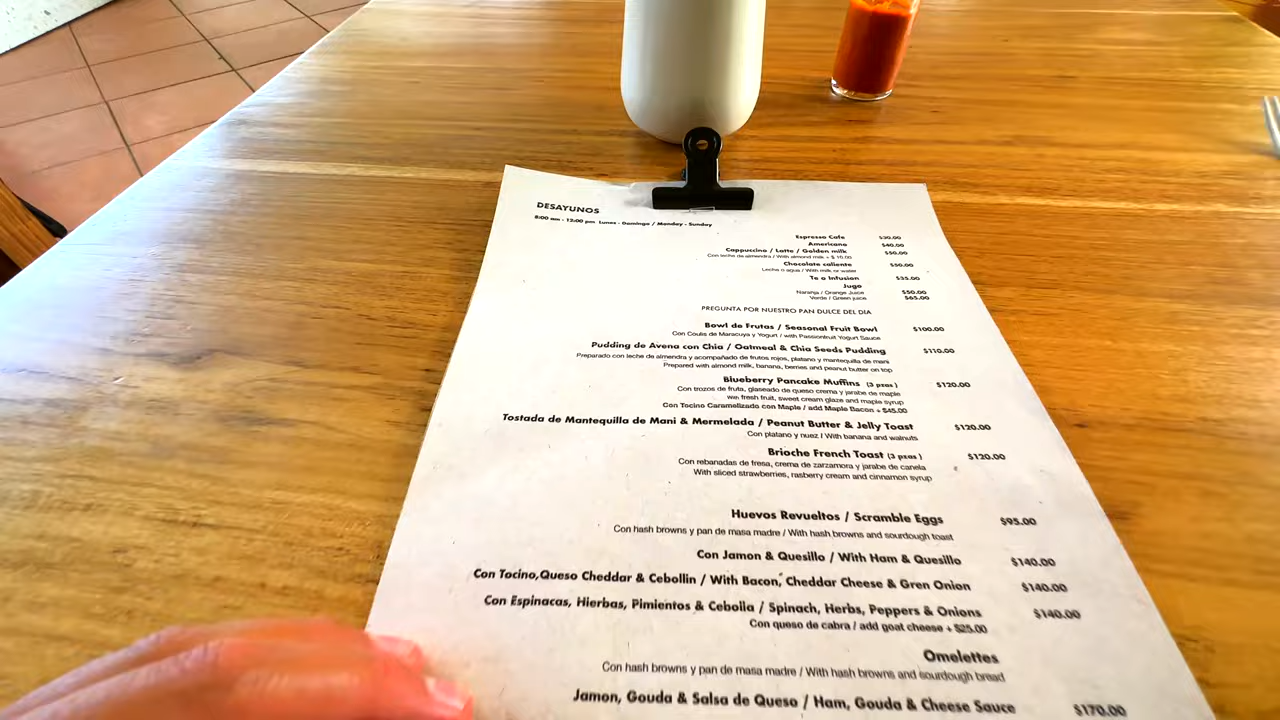 DESAYUNOS
8:00 am - 12:00 pm Lunes - Domingo / Monday - Sunday
Espresso Cafe $30.00
Americano $40.00
Cappuccino / Latte / Golden milk $50.00
Con leche de almendra / With almond milk + $ 10.00
Chocolate caliente $50.00
Leche o agua / With milk or water
Te o Infusion $35.00
Jugo
Naranja / Orange Juice $50.00
Verde / Green juice $65.00
PREGUNTA POR NUESTRO PAN DULCE DEL DIA
Bowl de Frutas / Seasonal Fruit Bowl $100.00
Con Coulis de Maracuya y Yogurt / with Passionfruit Yogurt Sauce
Pudding de Avena con Chia / Oatmeal & Chia Seeds Pudding $110.00
Preparado con leche de almendra y acompañado de frutos rojos, platano y mantequilla de mani
Prepared with almond milk, banana, berries and peanut butter on top
Blueberry Pancake Muffins (3 pzas ) $120.00
Con trozos de fruta, glaseado de queso crema y jarabe de maple
with fresh fruit, sweet cream glaze and maple syrup
Con Tocino Caramelizado con Maple / add Maple Bacon + $45.00
Tostada de Mantequilla de Mani & Mermelada / Peanut Butter & Jelly Toast $120.00
Con platano y nuez / With banana and walnuts
Brioche French Toast (3 pzas ) $120.00
Con rebanadas de fresa, crema de zarzamora y jarabe de canela
With sliced strawberries, rasberry cream and cinnamon syrup
Huevos Revueltos / Scramble Eggs $95.00
Con hash browns y pan de masa madre / With hash browns and sourdough toast
Con Jamon & Quesillo / With Ham & Quesillo $140.00
Con Tocino,Queso Cheddar & Cebollin / With Bacon, Cheddar Cheese & Gren Onion $140.00
Con Espinacas, Hierbas, Pimientos & Cebolla / Spinach, Herbs, Peppers & Onions $140.00
Con queso de cabra / add goat cheese + $25.00
Omelettes
Con hash browns y pan de masa madre / With hash browns and sourdough bread
Jamon, Gouda & Salsa de Queso / Ham, Gouda & Cheese Sauce $170.00